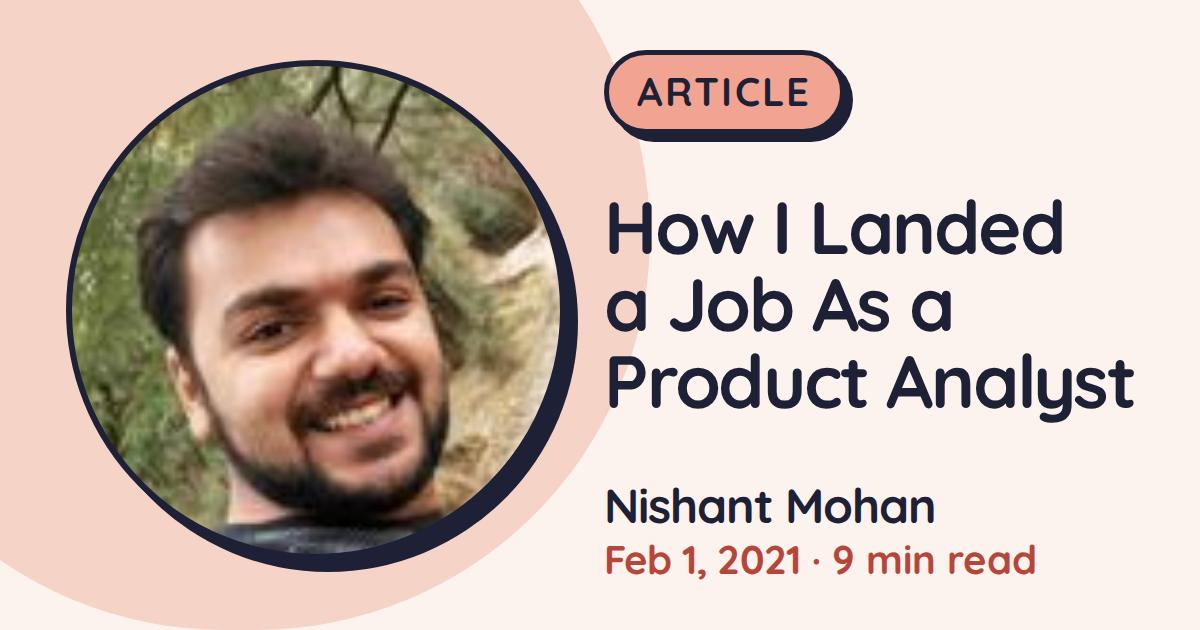 ARTICLE
How I Landed
a Job As a
Product Analyst
Nishant Mohan
Feb 1, 2021 · 9 min read